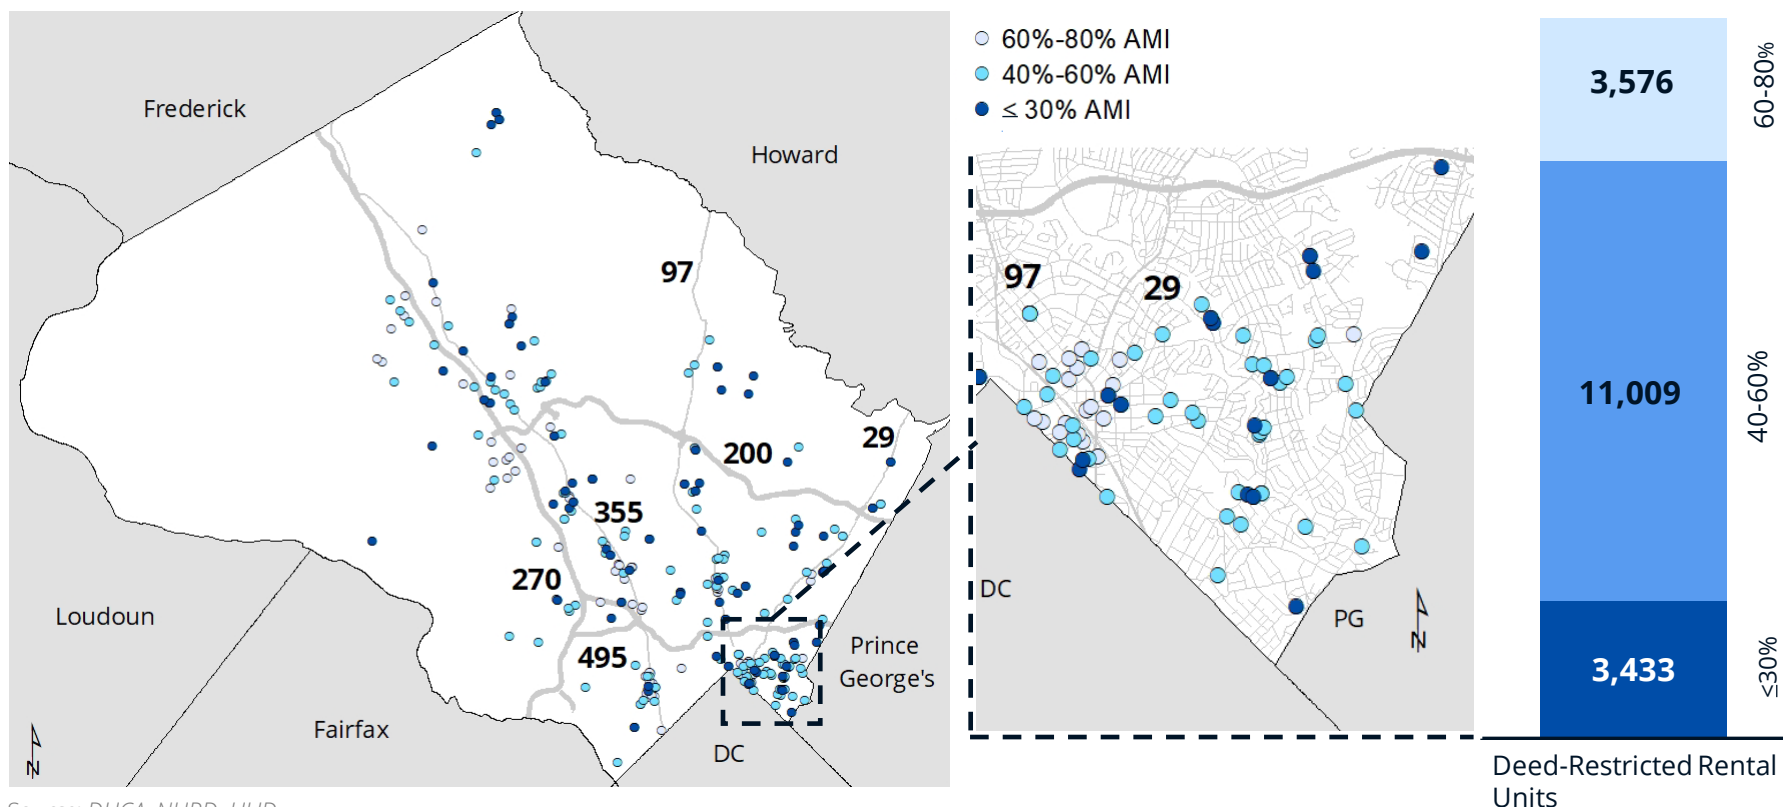 Frederick
Howard
97
200
29
355
270
495
Loudoun
Fairfax
Prince
George's
DC
N
60%-80% AMI
40%-60% AMI
≤ 30% AMI
97
29
DC
PG
N
3,576
11,009
3,433
60-80%
40-60%
≤30%
Deed-Restricted Rental
Units